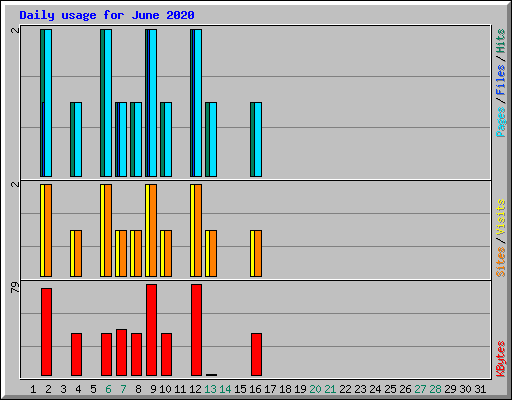 Daily usage for June 2020
2
2
79
Pages/Files/Hits
Sites/Visits
KBytes
1 2 3 4 5 6 7 8 9 10 11 12 13 14 15 16 17 18 19 20 21 22 23 24 25 26 27 28 29 30 31